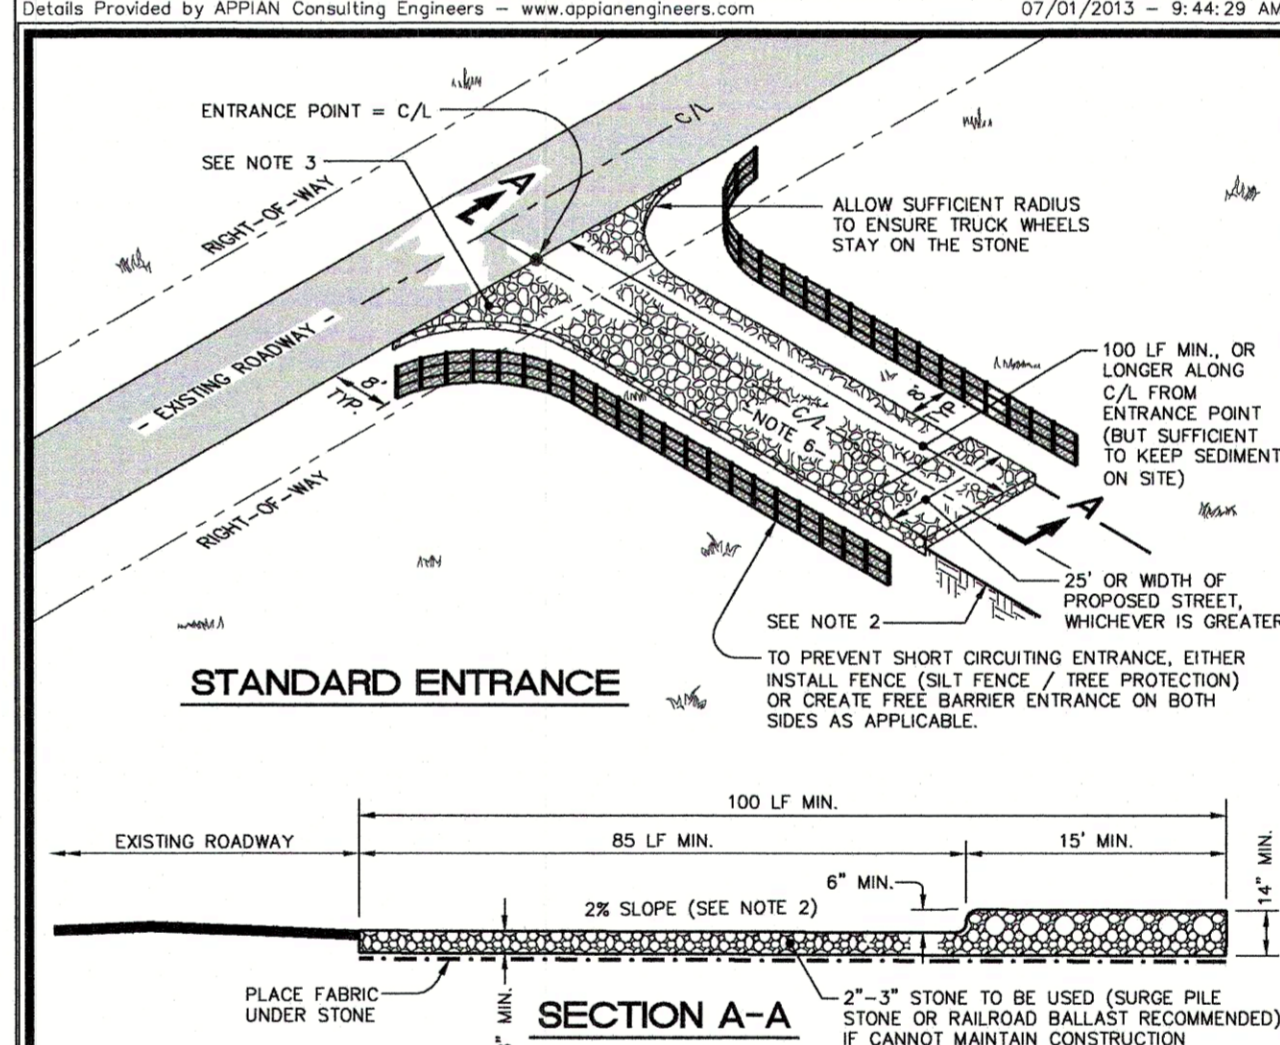 Details Provided by APPIAN Consulting Engineers – www.appianengineers.com
07/01/2013 – 9:44:29 AM
ENTRANCE POINT = C/L
SEE NOTE 3
C/L
A
RIGHT-OF-WAY
ALLOW SUFFICIENT RADIUS
TO ENSURE TRUCK WHEELS
STAY ON THE STONE
- EXISTING ROADWAY -
8'
TYP.
8'
TYP.
100 LF MIN., OR
LONGER ALONG
C/L FROM
ENTRANCE POINT
(BUT SUFFICIENT
TO KEEP SEDIMENT
ON SITE)
C/L
-NOTE 6-
A
RIGHT-OF-WAY
25' OR WIDTH OF
PROPOSED STREET,
WHICHEVER IS GREATER
SEE NOTE 2
TO PREVENT SHORT CIRCUITING ENTRANCE, EITHER
INSTALL FENCE (SILT FENCE / TREE PROTECTION)
OR CREATE FREE BARRIER ENTRANCE ON BOTH
SIDES AS APPLICABLE.
STANDARD ENTRANCE
100 LF MIN.
EXISTING ROADWAY
85 LF MIN.
15' MIN.
14" MIN.
6" MIN.
2% SLOPE (SEE NOTE 2)
PLACE FABRIC
UNDER STONE
MIN.
SECTION A-A
2"-3" STONE TO BE USED (SURGE PILE
STONE OR RAILROAD BALLAST RECOMMENDED)
IF CANNOT MAINTAIN CONSTRUCTION